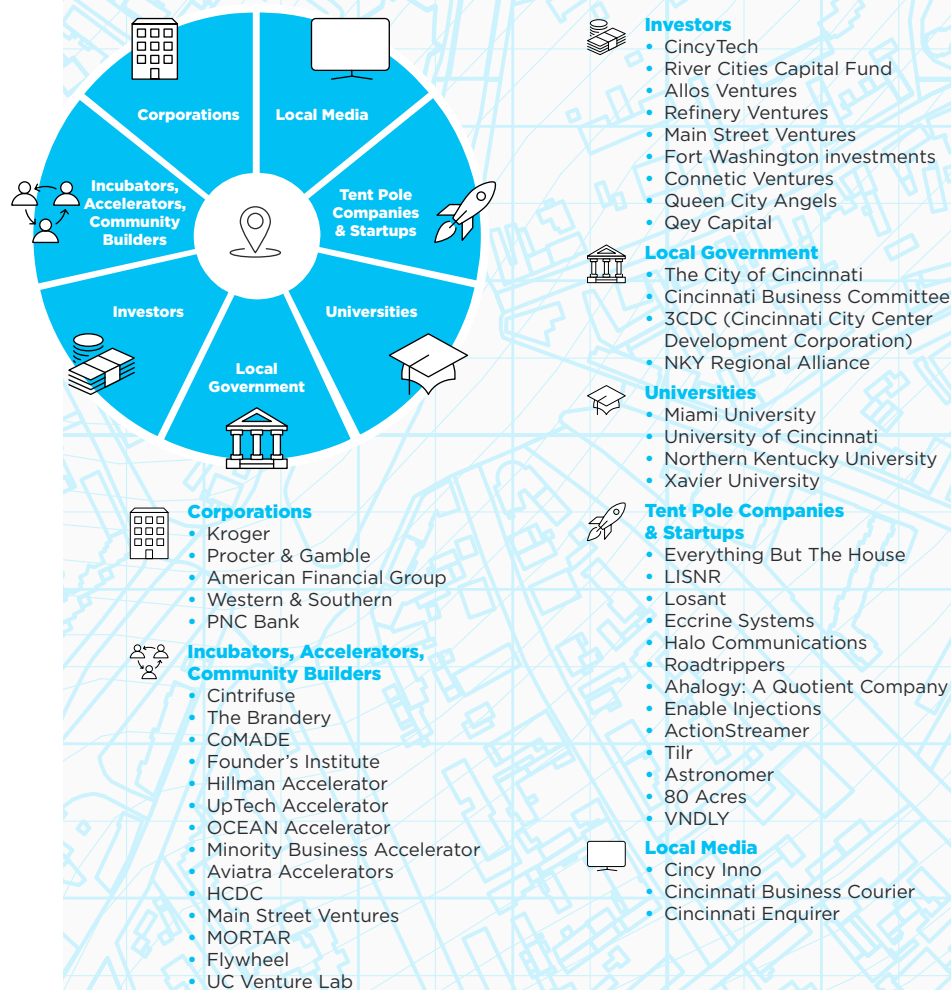 Corporations
Local Media
Incubators,
Accelerators,
Community
Builders
Tent Pole
Companies
& Startups
Investors
Universities
Local
Government
Corporations
• Kroger
• Procter & Gamble
• American Financial Group
• Western & Southern
• PNC Bank
Incubators, Accelerators,
Community Builders
• Cintrifuse
• The Brandery
• CoMADE
• Founder's Institute
• Hillman Accelerator
• UpTech Accelerator
• OCEAN Accelerator
• Minority Business Accelerator
• Aviatra Accelerators
• HCDC
• Main Street Ventures
• MORTAR
• Flywheel
• UC Venture Lab
Investors
• CincyTech
• River Cities Capital Fund
• Allos Ventures
• Refinery Ventures
• Main Street Ventures
• Fort Washington investments
• Connetic Ventures
• Queen City Angels
• Qey Capital
Local Government
• The City of Cincinnati
• Cincinnati Business Committee
• 3CDC (Cincinnati City Center
Development Corporation)
• NKY Regional Alliance
Universities
• Miami University
• University of Cincinnati
• Northern Kentucky University
• Xavier University
Tent Pole Companies
& Startups
• Everything But The House
• LISNR
• Losant
• Eccrine Systems
• Halo Communications
• Roadtrippers
• Ahalogy: A Quotient Company
• Enable Injections
• ActionStreamer
• Tilr
• Astronomer
• 80 Acres
• VNDLY
Local Media
• Cincy Inno
• Cincinnati Business Courier
• Cincinnati Enquirer